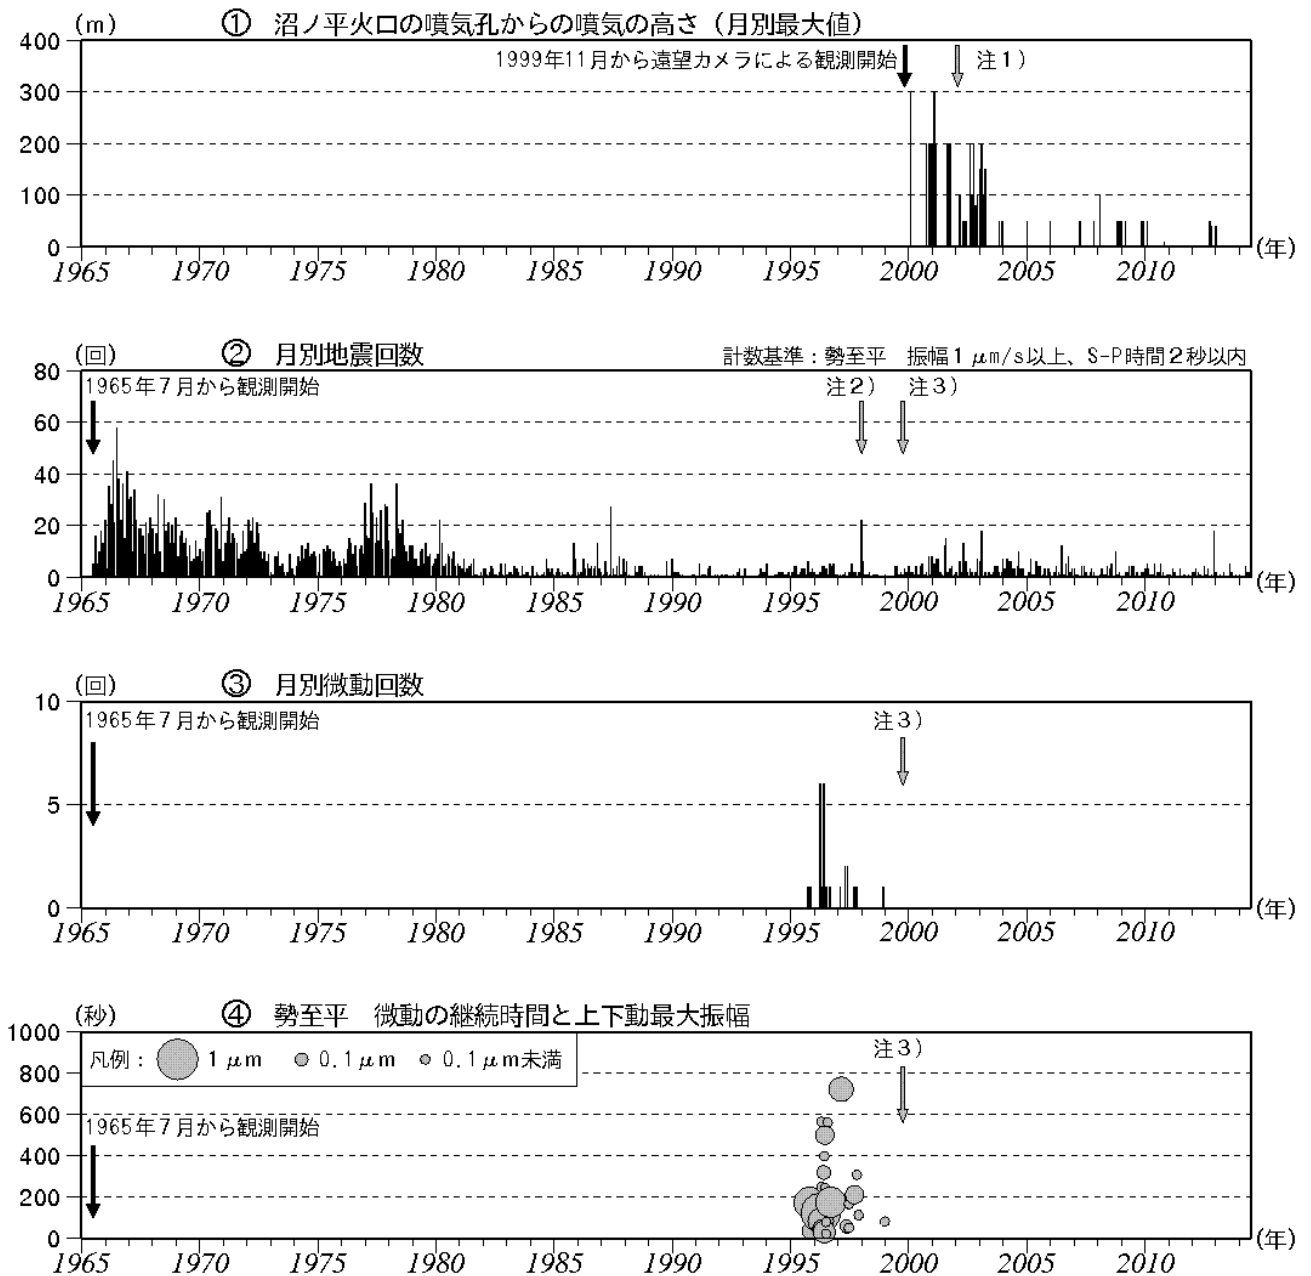 (m) ① 沼ノ平火口の噴気孔からの噴気の高さ（月別最大値）
400
1999年11月から遠望カメラによる観測開始 注1）
300
200
100
0
1965 1970 1975 1980 1985 1990 1995 2000 2005 2010 (年)
(回) ② 月別地震回数 計数基準：勢至平 振幅1μm/s以上、S-P時間2秒以内
80
1965年7月から観測開始 注2） 注3）
60
40
20
0
1965 1970 1975 1980 1985 1990 1995 2000 2005 2010 (年)
(回) ③ 月別微動回数
10
1965年7月から観測開始 注3）
5
0
1965 1970 1975 1980 1985 1990 1995 2000 2005 2010 (年)
(秒) ④ 勢至平 微動の継続時間と上下動最大振幅
1000
凡例： 1μm 0.1μm 0.1μm未満 注3）
800
600
1965年7月から観測開始
400
200
0
1965 1970 1975 1980 1985 1990 1995 2000 2005 2010 (年)